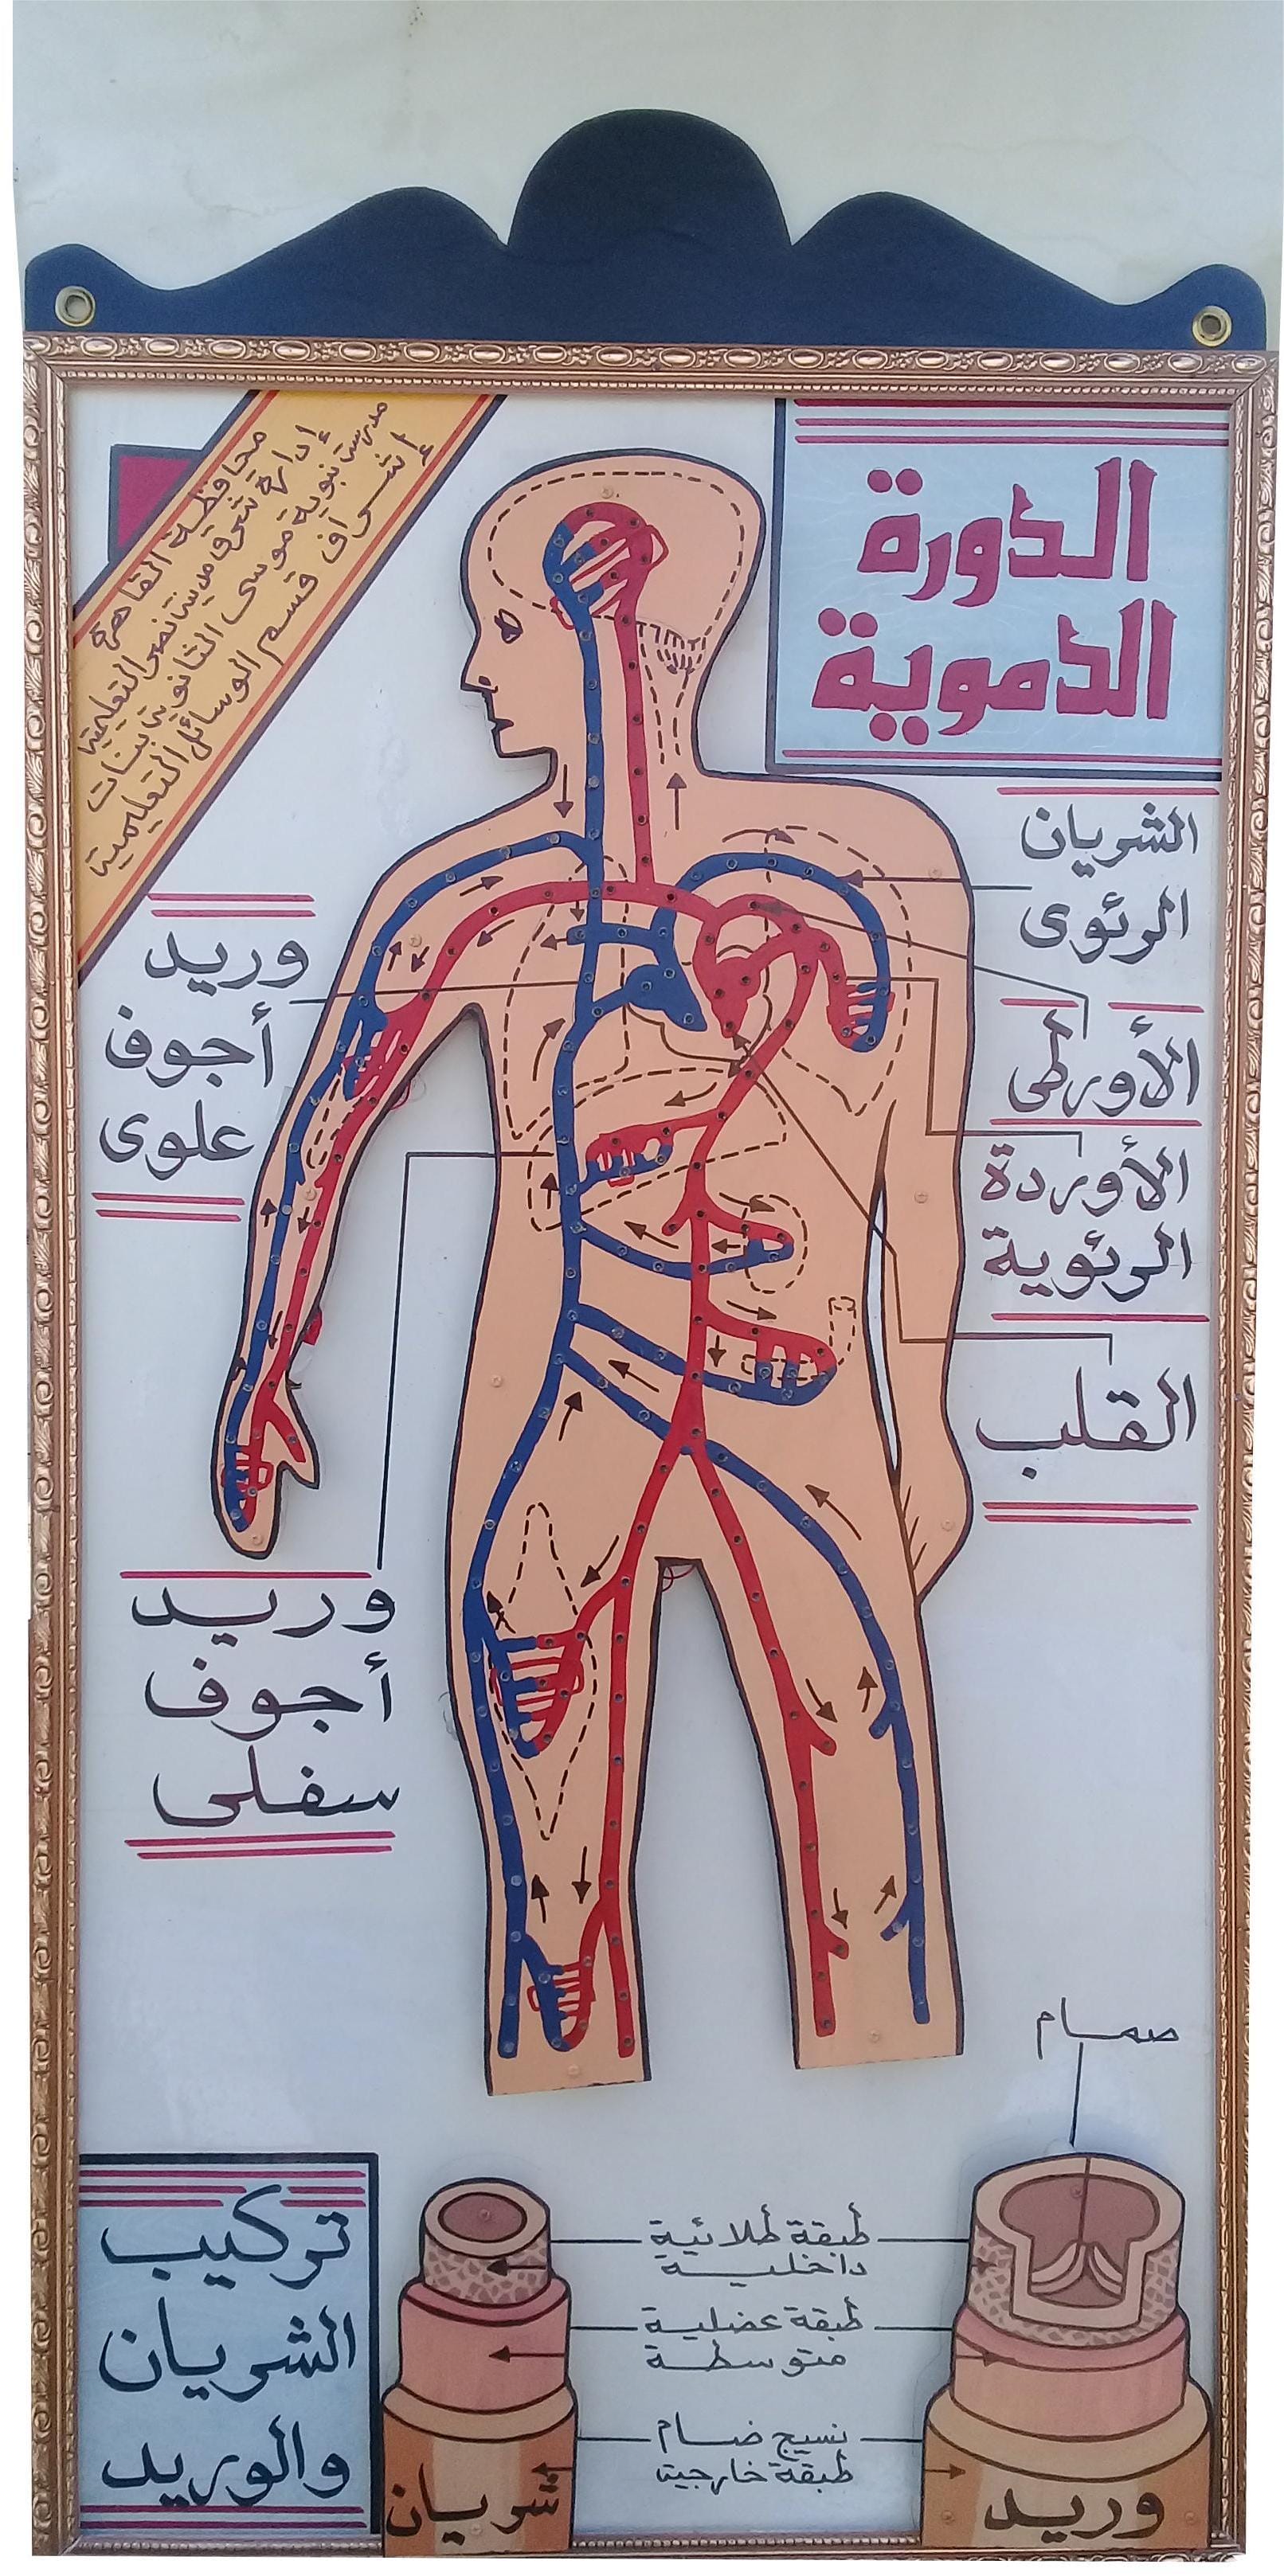 الدورة
الدموية
محافظة القاهرة
إدارة شرق مدينة نصر التعليمية
مدرسة نبوية موسى الثانوية بنات
إشراف قسم الوسائل التعليمية
الشريان
الرئوى
الأورطى
الأوردة
الرئوية
القلب
وريد
أجوف
علوى
وريد
أجوف
سفلى
صمام
تركيب
الشريان
والوريد
طبقة طلائية
داخلية
طبقة عضلية
متوسطة
نسيج ضام
طبقة خارجية
شريان
وريد